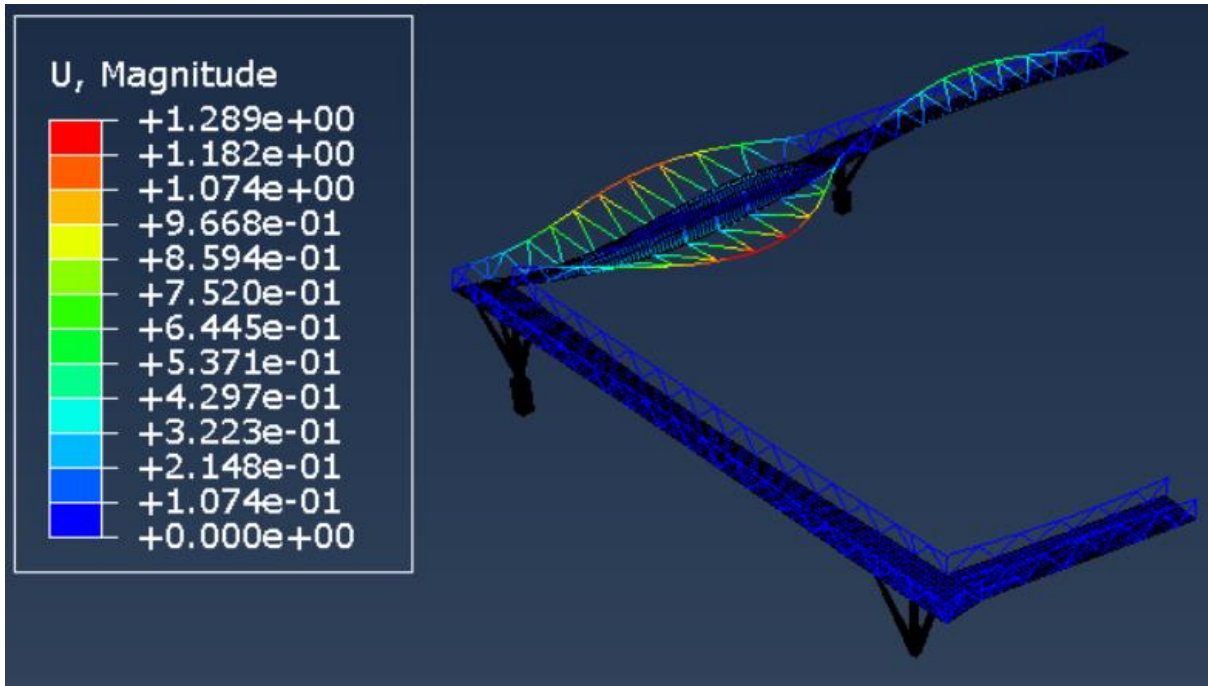 U, Magnitude
+1.289e+00
+1.182e+00
+1.074e+00
+9.668e-01
+8.594e-01
+7.520e-01
+6.445e-01
+5.371e-01
+4.297e-01
+3.223e-01
+2.148e-01
+1.074e-01
+0.000e+00